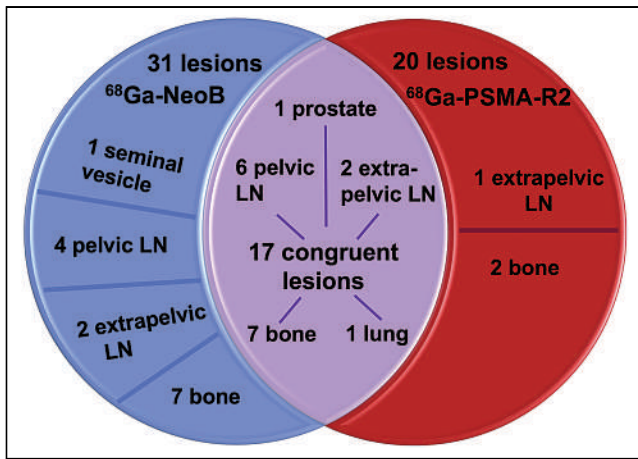 31 lesions
⁶⁸Ga-NeoB
1 seminal
vesicle
4 pelvic LN
2 extrapelvic
LN
7 bone
1 prostate
6 pelvic
LN
2 extra-
pelvic LN
17 congruent
lesions
7 bone
1 lung
20 lesions
⁶⁸Ga-PSMA-R2
1 extrapelvic
LN
2 bone